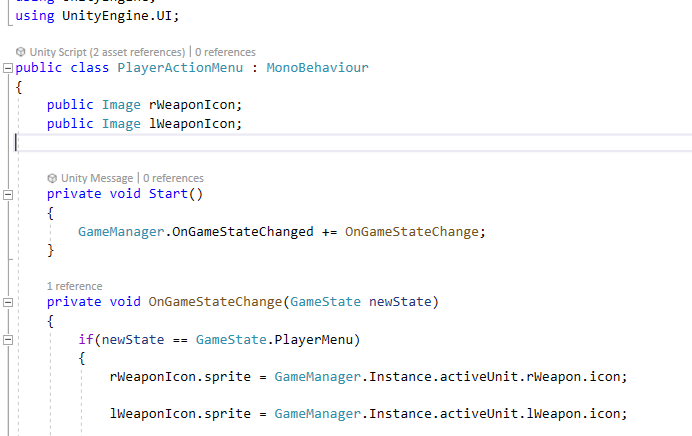 using UnityEngine;
using UnityEngine.UI;
Unity Script (2 asset references) | 0 references
public class PlayerActionMenu : MonoBehaviour
{
public Image rWeaponIcon;
public Image lWeaponIcon;
Unity Message | 0 references
private void Start()
{
GameManager.OnGameStateChanged += OnGameStateChange;
}
1 reference
private void OnGameStateChange(GameState newState)
{
if(newState == GameState.PlayerMenu)
{
rWeaponIcon.sprite = GameManager.Instance.activeUnit.rWeapon.icon;
lWeaponIcon.sprite = GameManager.Instance.activeUnit.lWeapon.icon;